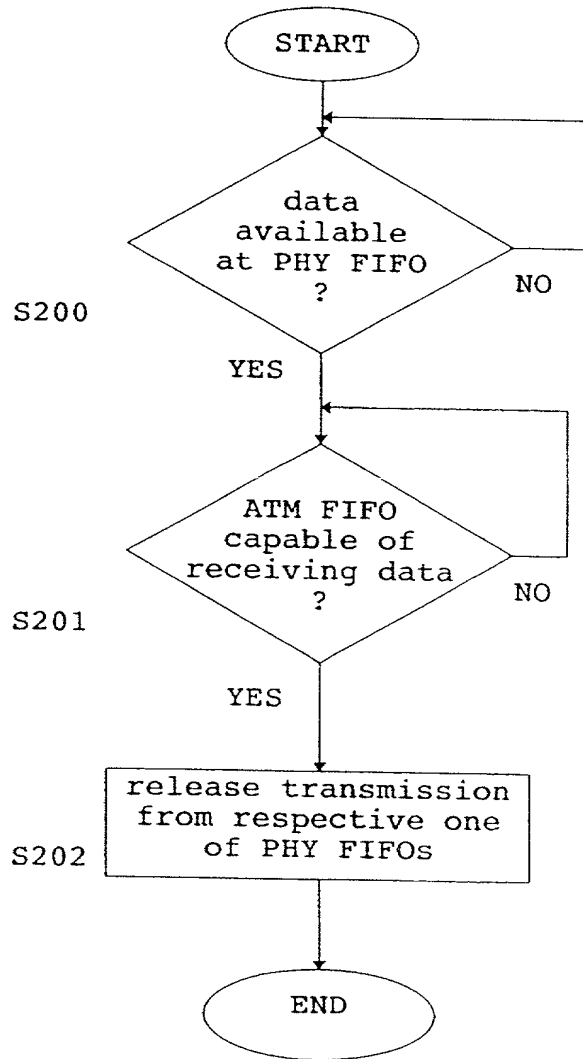 START
data
available
at PHY FIFO
?
NO
S200
YES
ATM FIFO
capable of
receiving data
?
NO
S201
YES
release transmission
from respective one
of PHY FIFOs
S202
END